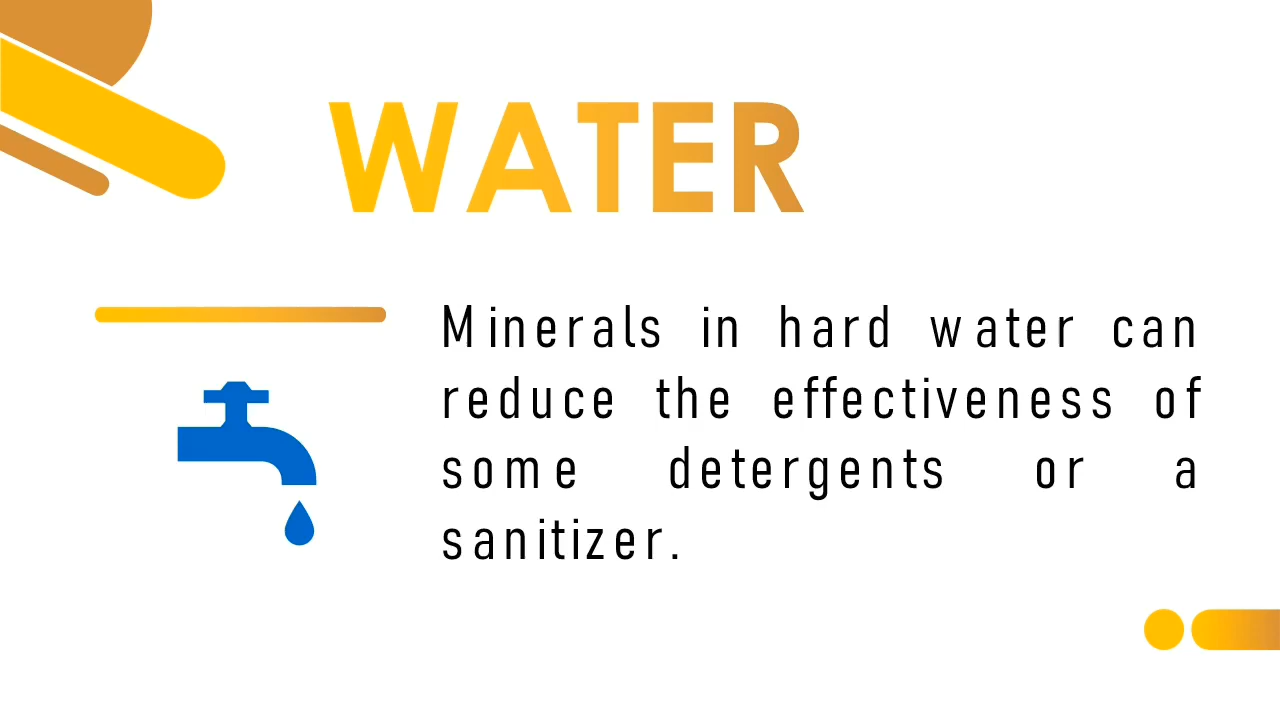 WATER
Minerals in hard water can
reduce the effectiveness of
some detergents or a
sanitizer.